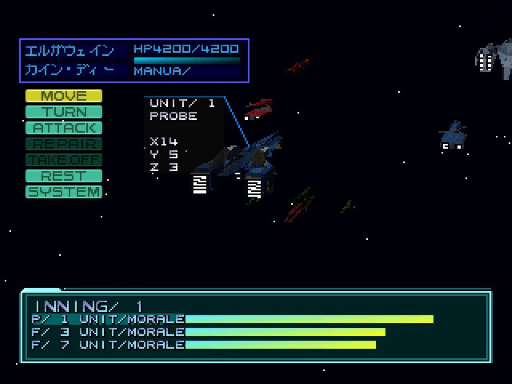 エルガウェイン HP4200/4200
カイン・ディー MANUAL
MOVE
TURN
ATTACK
REPAIR
TAKE OFF
REST
SYSTEM
UNIT/ 1
PROBE
X14
Y 5
Z 3
INNING/ 1
P/ 1 UNIT/MORALE
F/ 3 UNIT/MORALE
F/ 7 UNIT/MORALE